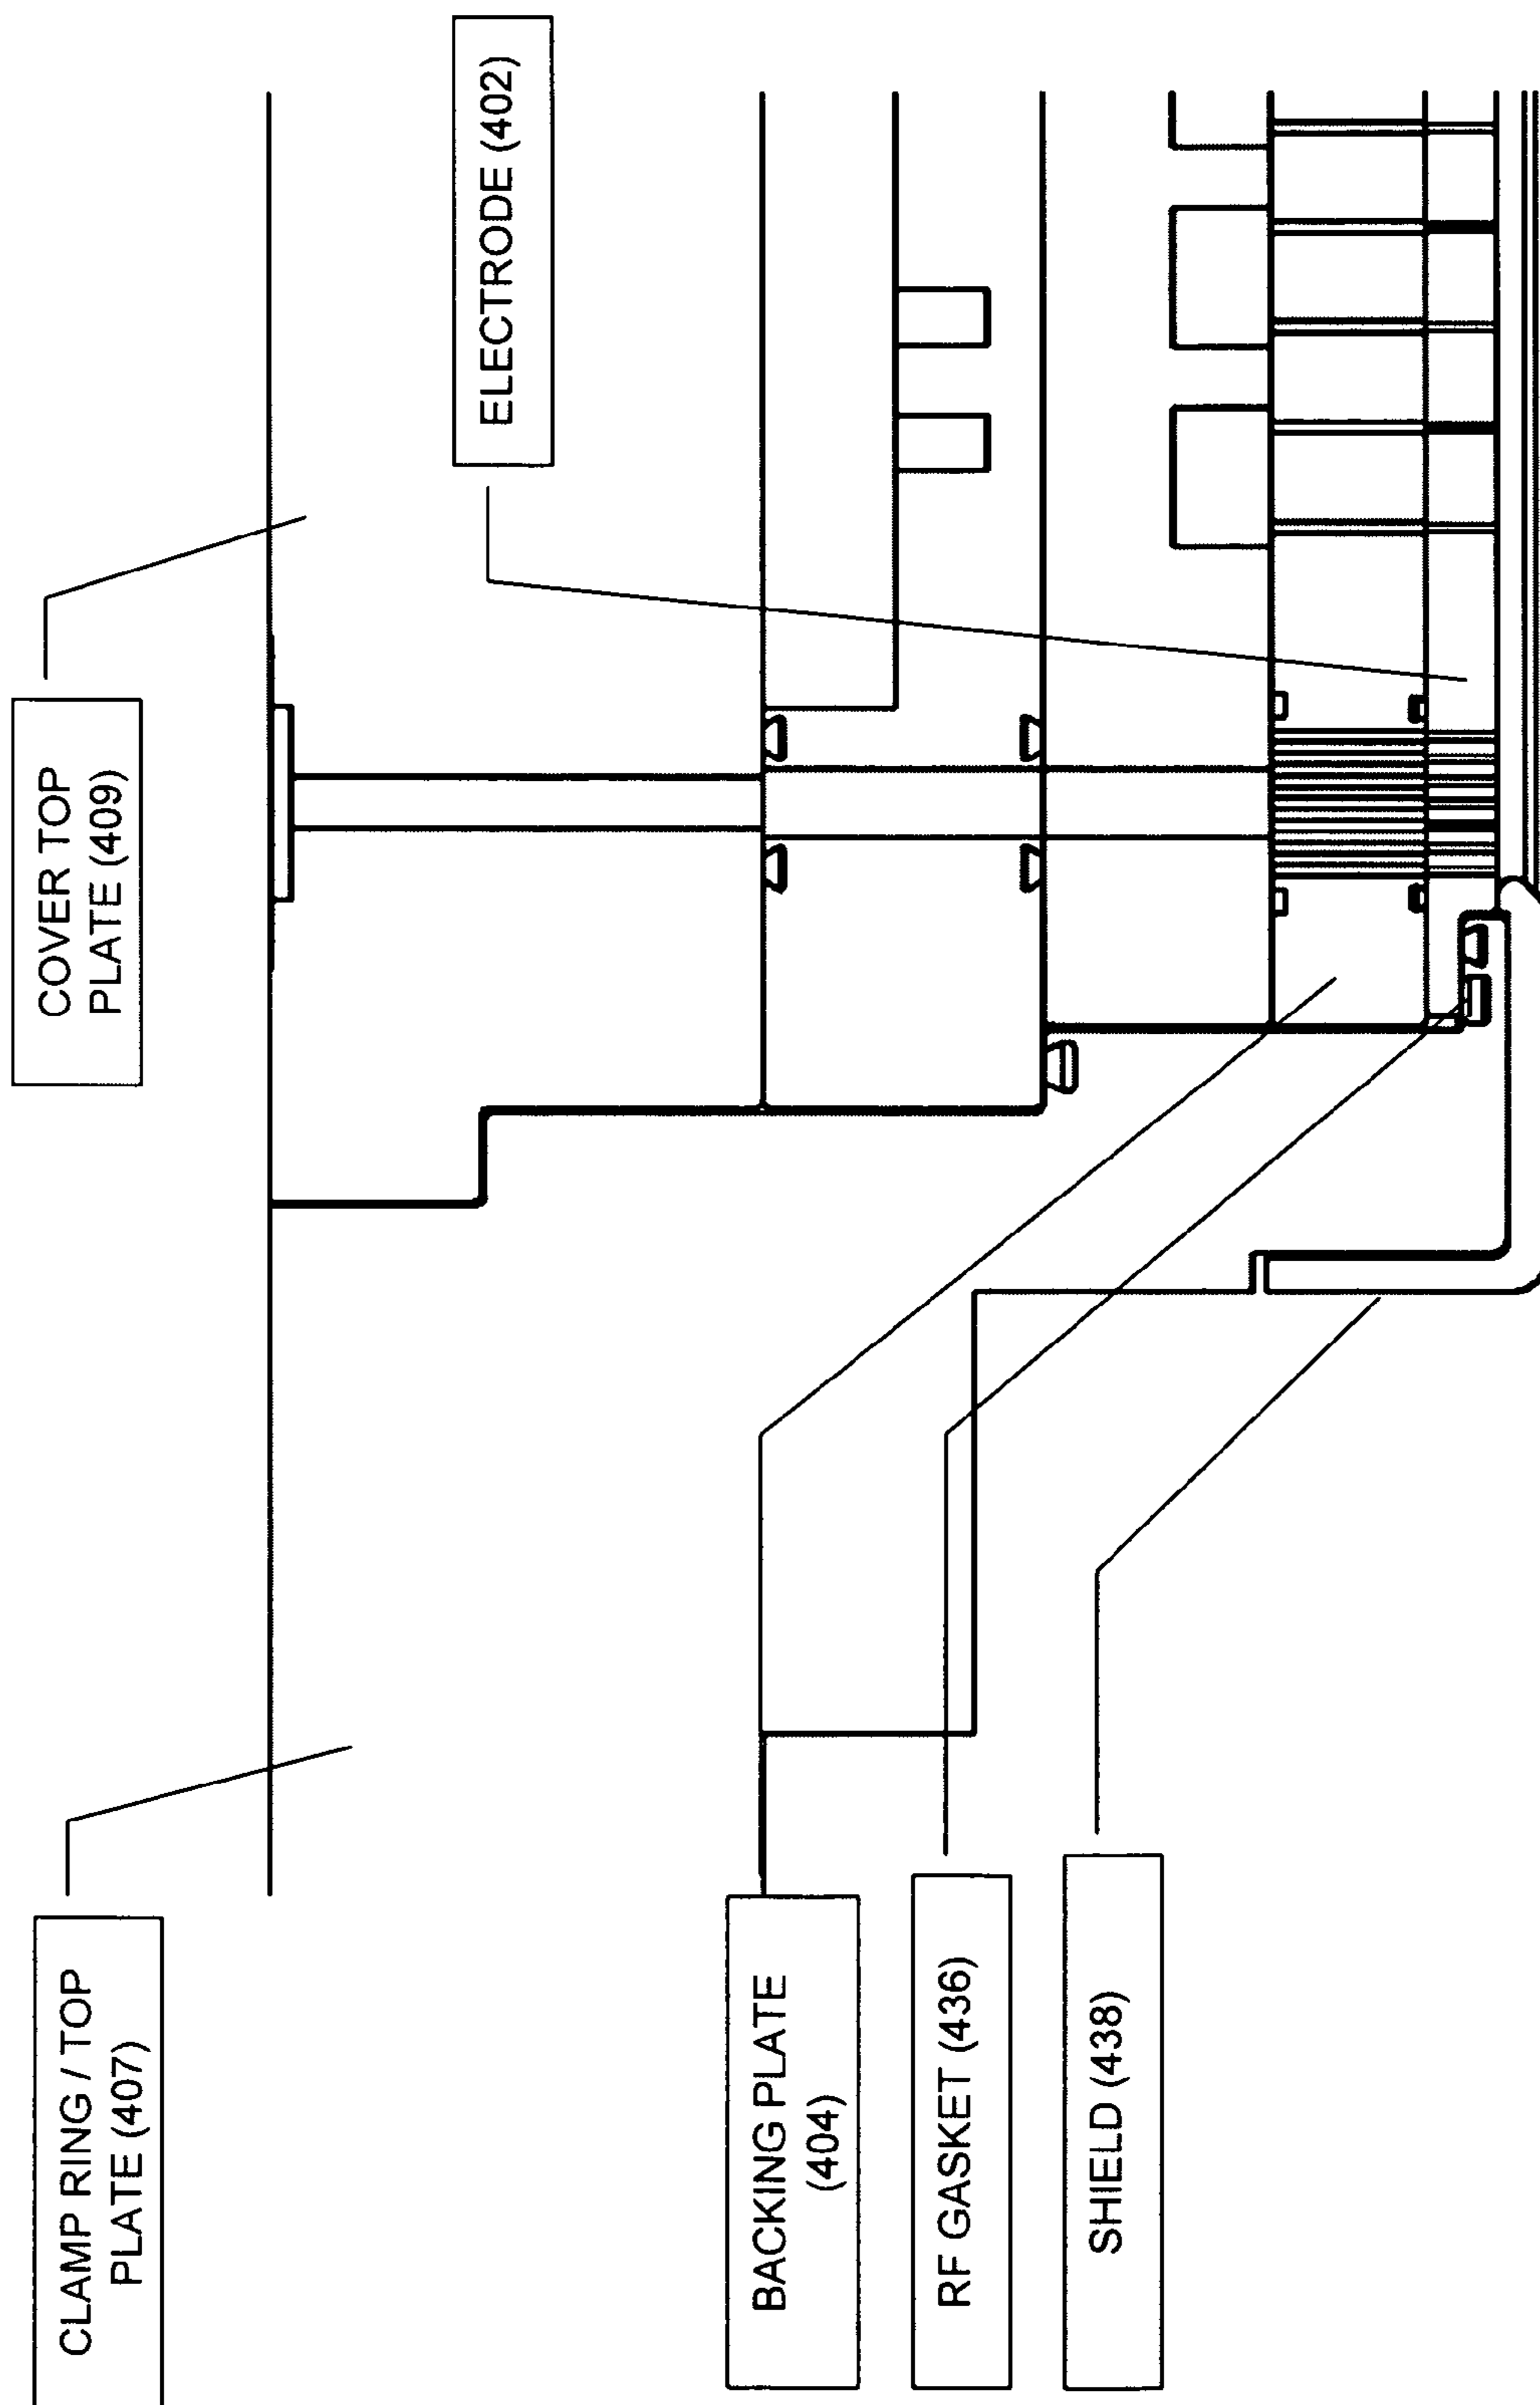 CLAMP RING / TOP
PLATE (407)
COVER TOP
PLATE (409)
ELECTRODE (402)
BACKING PLATE
(404)
RF GASKET (436)
SHIELD (438)